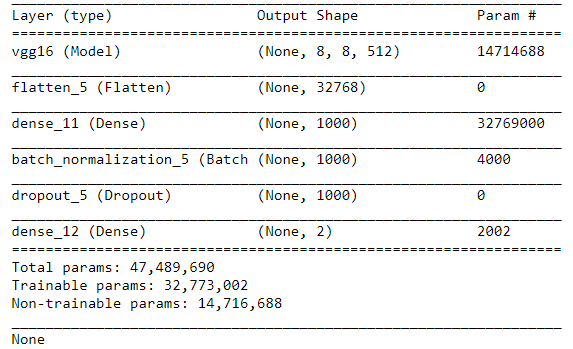 Layer (type) Output Shape Param #
=================================================================
vgg16 (Model) (None, 8, 8, 512) 14714688
_________________________________________________________________
flatten_5 (Flatten) (None, 32768) 0
_________________________________________________________________
dense_11 (Dense) (None, 1000) 32769000
_________________________________________________________________
batch_normalization_5 (Batch (None, 1000) 4000
_________________________________________________________________
dropout_5 (Dropout) (None, 1000) 0
_________________________________________________________________
dense_12 (Dense) (None, 2) 2002
=================================================================
Total params: 47,489,690
Trainable params: 32,773,002
Non-trainable params: 14,716,688
_________________________________________________________________
None